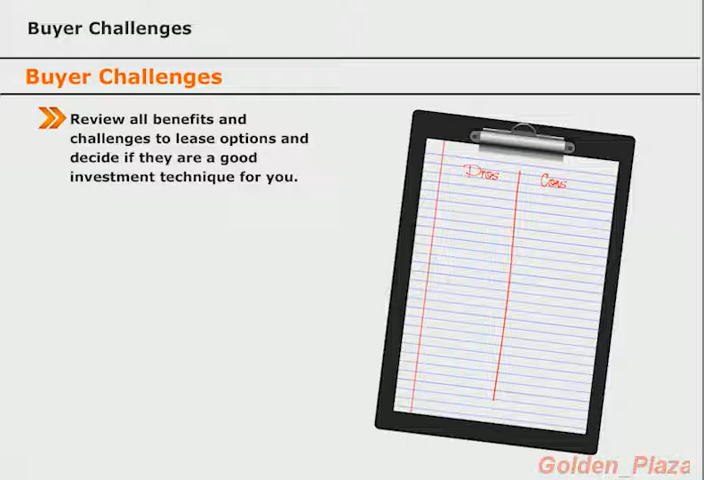 Buyer Challenges
Buyer Challenges
Review all benefits and
challenges to lease options and
decide if they are a good
investment technique for you.
Pros
Cons
Golden_Plaza